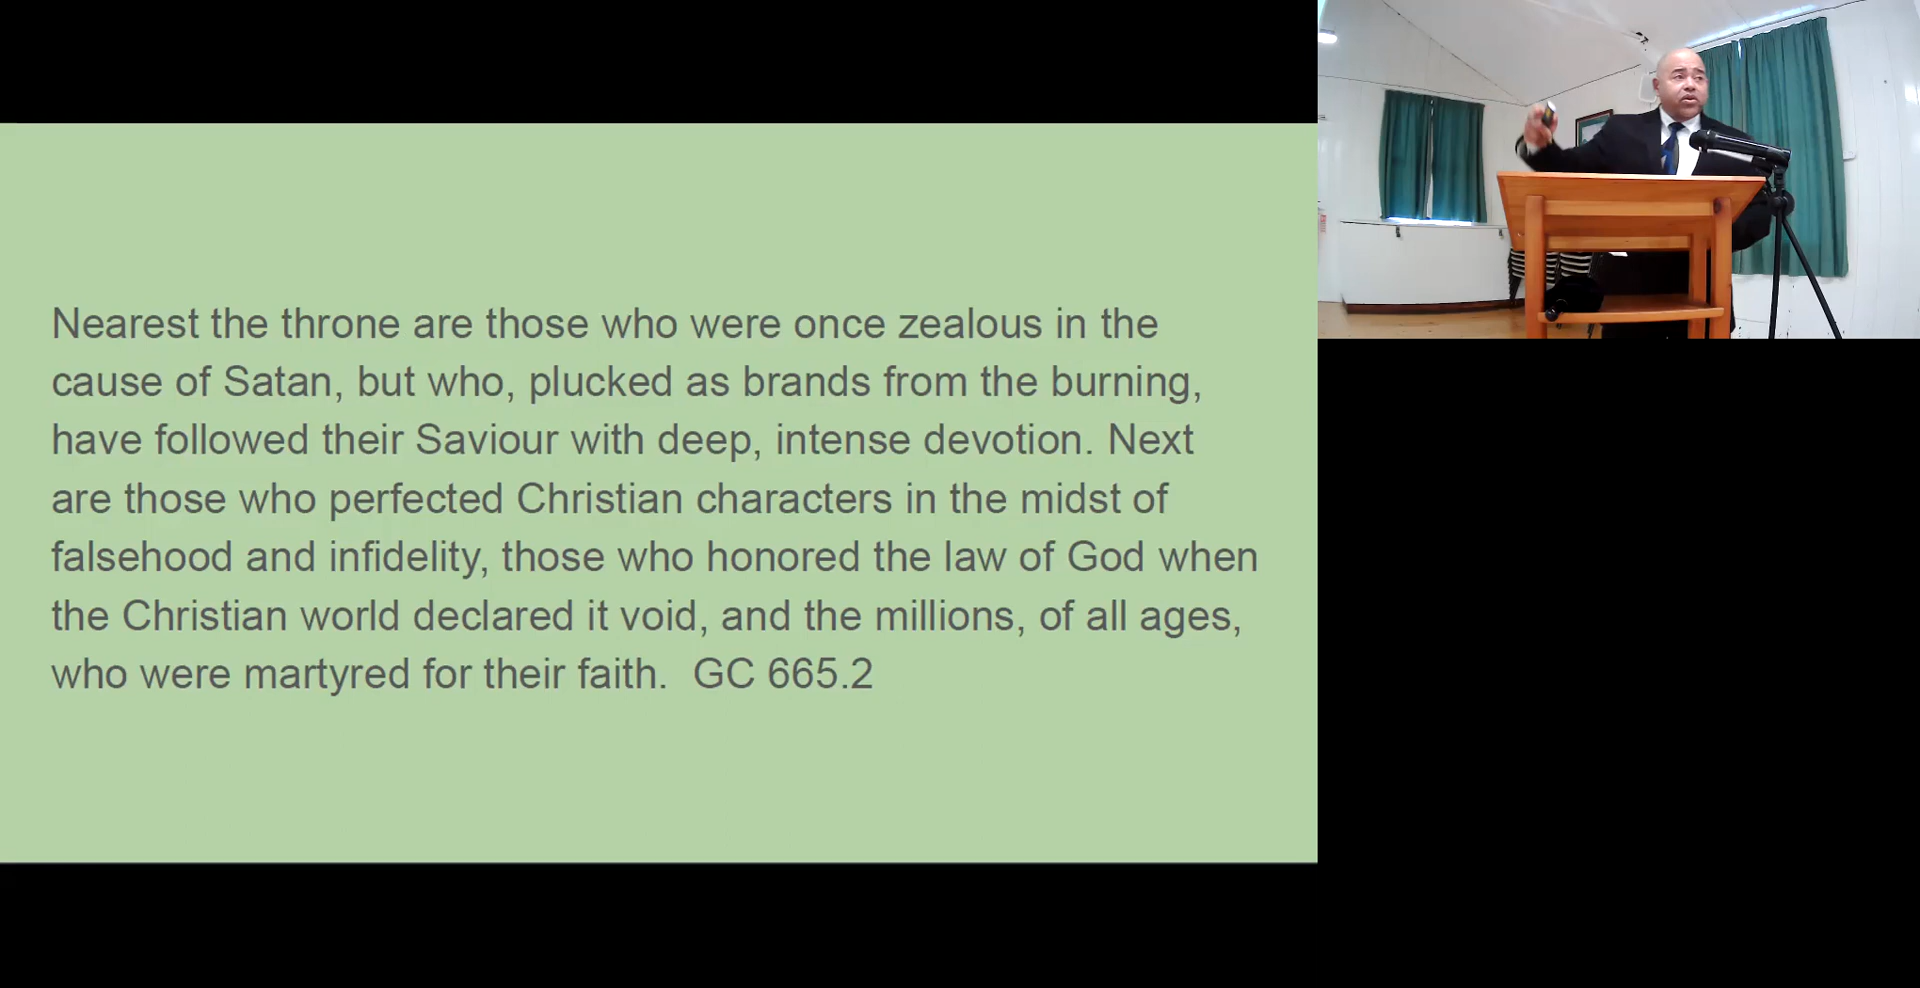 Nearest the throne are those who were once zealous in the
cause of Satan, but who, plucked as brands from the burning,
have followed their Saviour with deep, intense devotion. Next
are those who perfected Christian characters in the midst of
falsehood and infidelity, those who honored the law of God when
the Christian world declared it void, and the millions, of all ages,
who were martyred for their faith.  GC 665.2